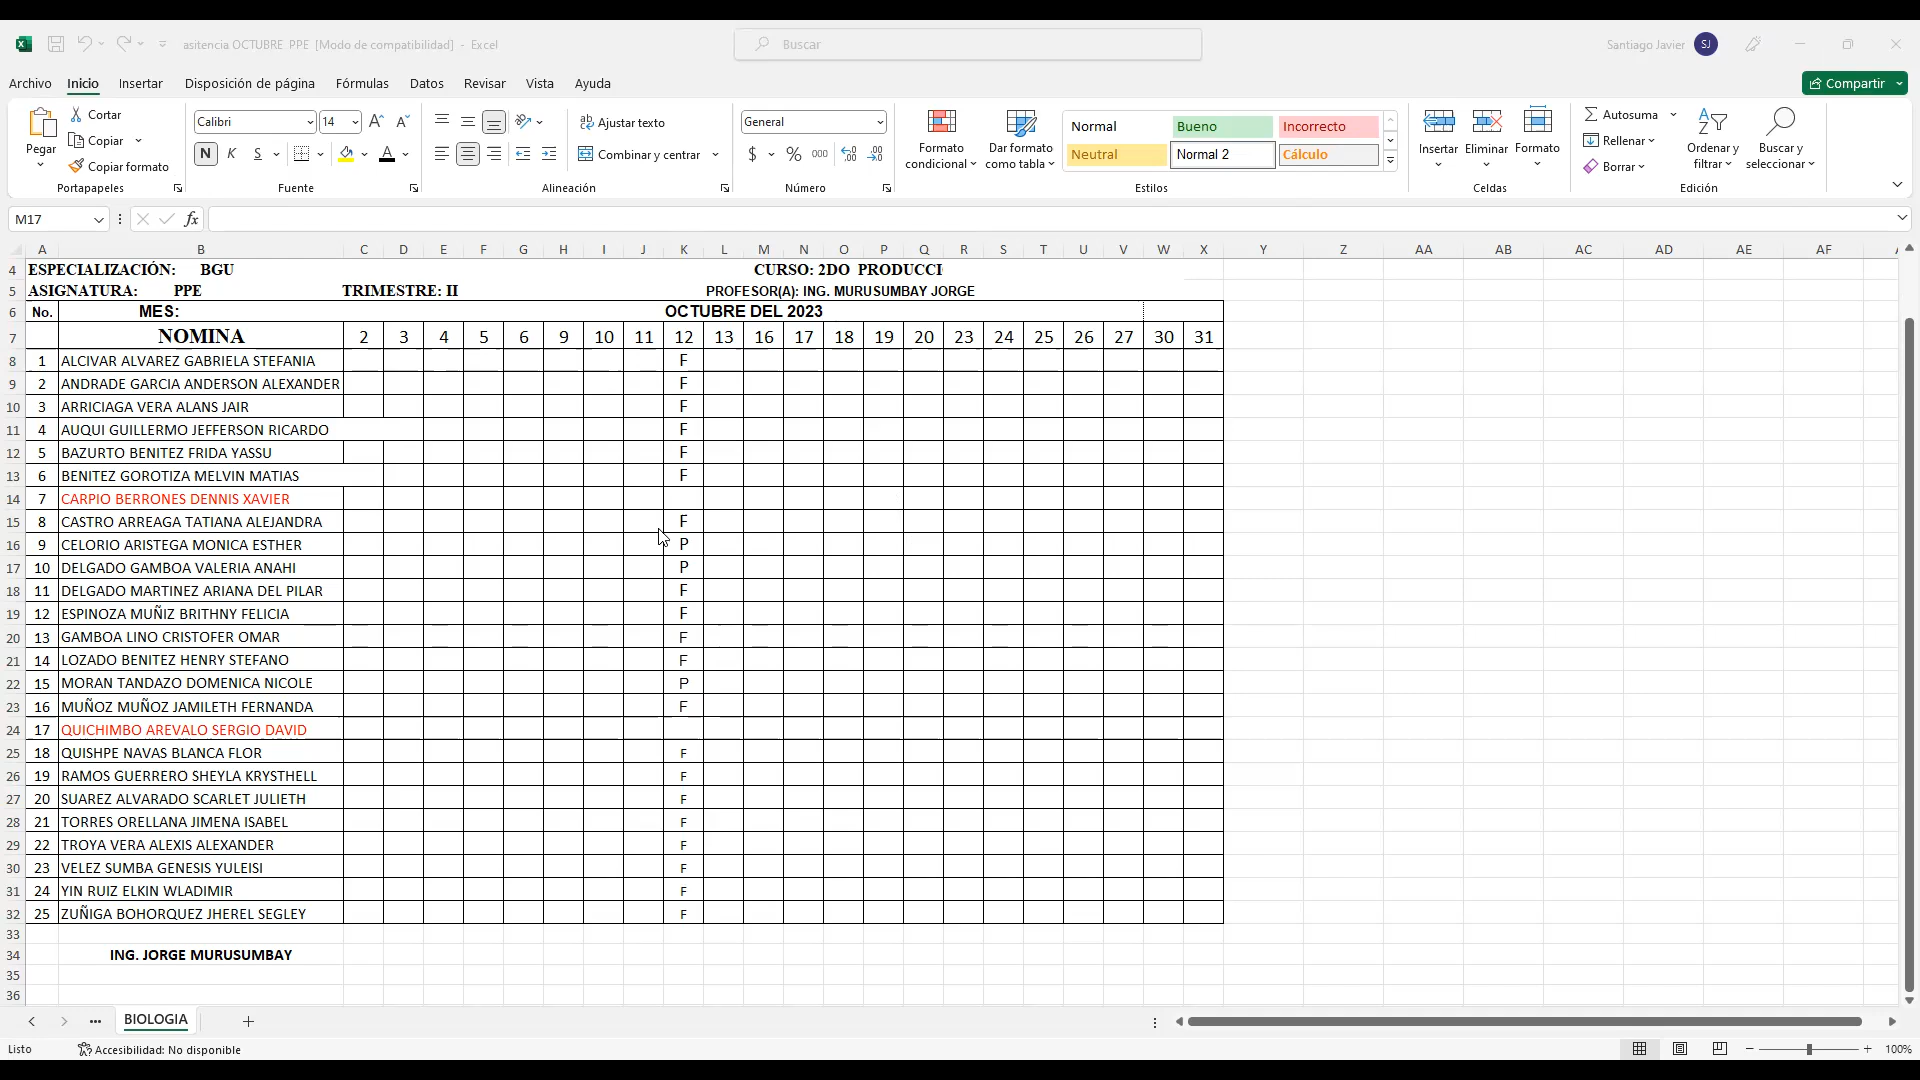 asitencia OCTUBRE PPE [Modo de compatibilidad] - Excel
Buscar
Santiago Javier SJ
Archivo Inicio Insertar Disposición de página Fórmulas Datos Revisar Vista Ayuda
Compartir
Pegar
Cortar
Copiar
Copiar formato
Portapapeles
Calibri 14
N K S
Fuente
Ajustar texto
Combinar y centrar
Alineación
General
$ % 000
Número
Formato condicional
Dar formato como tabla
Normal Bueno Incorrecto
Neutral Normal 2 Cálculo
Estilos
Insertar Eliminar Formato
Celdas
Autosuma
Rellenar
Borrar
Ordenar y filtrar
Buscar y seleccionar
Edición
M17 fx
A B C D E F G H I J K L M N O P Q R S T U V W X Y Z AA AB AC AD AE AF
4 ESPECIALIZACIÓN: BGU CURSO: 2DO PRODUCCI
5 ASIGNATURA: PPE TRIMESTRE: II PROFESOR(A): ING. MURUSUMBAY JORGE
6 No. MES: OCTUBRE DEL 2023
7 NOMINA 2 3 4 5 6 9 10 11 12 13 16 17 18 19 20 23 24 25 26 27 30 31
8 1 ALCIVAR ALVAREZ GABRIELA STEFANIA F
9 2 ANDRADE GARCIA ANDERSON ALEXANDER F
10 3 ARRICIAGA VERA ALANS JAIR F
11 4 AUQUI GUILLERMO JEFFERSON RICARDO F
12 5 BAZURTO BENITEZ FRIDA YASSU F
13 6 BENITEZ GOROTIZA MELVIN MATIAS F
14 7 CARPIO BERRONES DENNIS XAVIER
15 8 CASTRO ARREAGA TATIANA ALEJANDRA F
16 9 CELORIO ARISTEGA MONICA ESTHER P
17 10 DELGADO GAMBOA VALERIA ANAHI P
18 11 DELGADO MARTINEZ ARIANA DEL PILAR F
19 12 ESPINOZA MUÑIZ BRITHNY FELICIA F
20 13 GAMBOA LINO CRISTOFER OMAR F
21 14 LOZADO BENITEZ HENRY STEFANO F
22 15 MORAN TANDAZO DOMENICA NICOLE P
23 16 MUÑOZ MUÑOZ JAMILETH FERNANDA F
24 17 QUICHIMBO AREVALO SERGIO DAVID
25 18 QUISHPE NAVAS BLANCA FLOR F
26 19 RAMOS GUERRERO SHEYLA KRYSTHELL F
27 20 SUAREZ ALVARADO SCARLET JULIETH F
28 21 TORRES ORELLANA JIMENA ISABEL F
29 22 TROYA VERA ALEXIS ALEXANDER F
30 23 VELEZ SUMBA GENESIS YULEISI F
31 24 YIN RUIZ ELKIN WLADIMIR F
32 25 ZUÑIGA BOHORQUEZ JHEREL SEGLEY F
33
34 ING. JORGE MURUSUMBAY
35
36
BIOLOGIA
Listo Accesibilidad: No disponible 100%